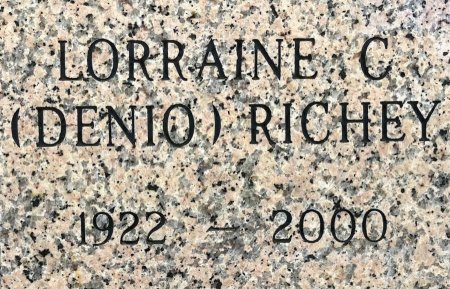 LORRAINE C
(DENIO) RICHEY
1922 — 2000